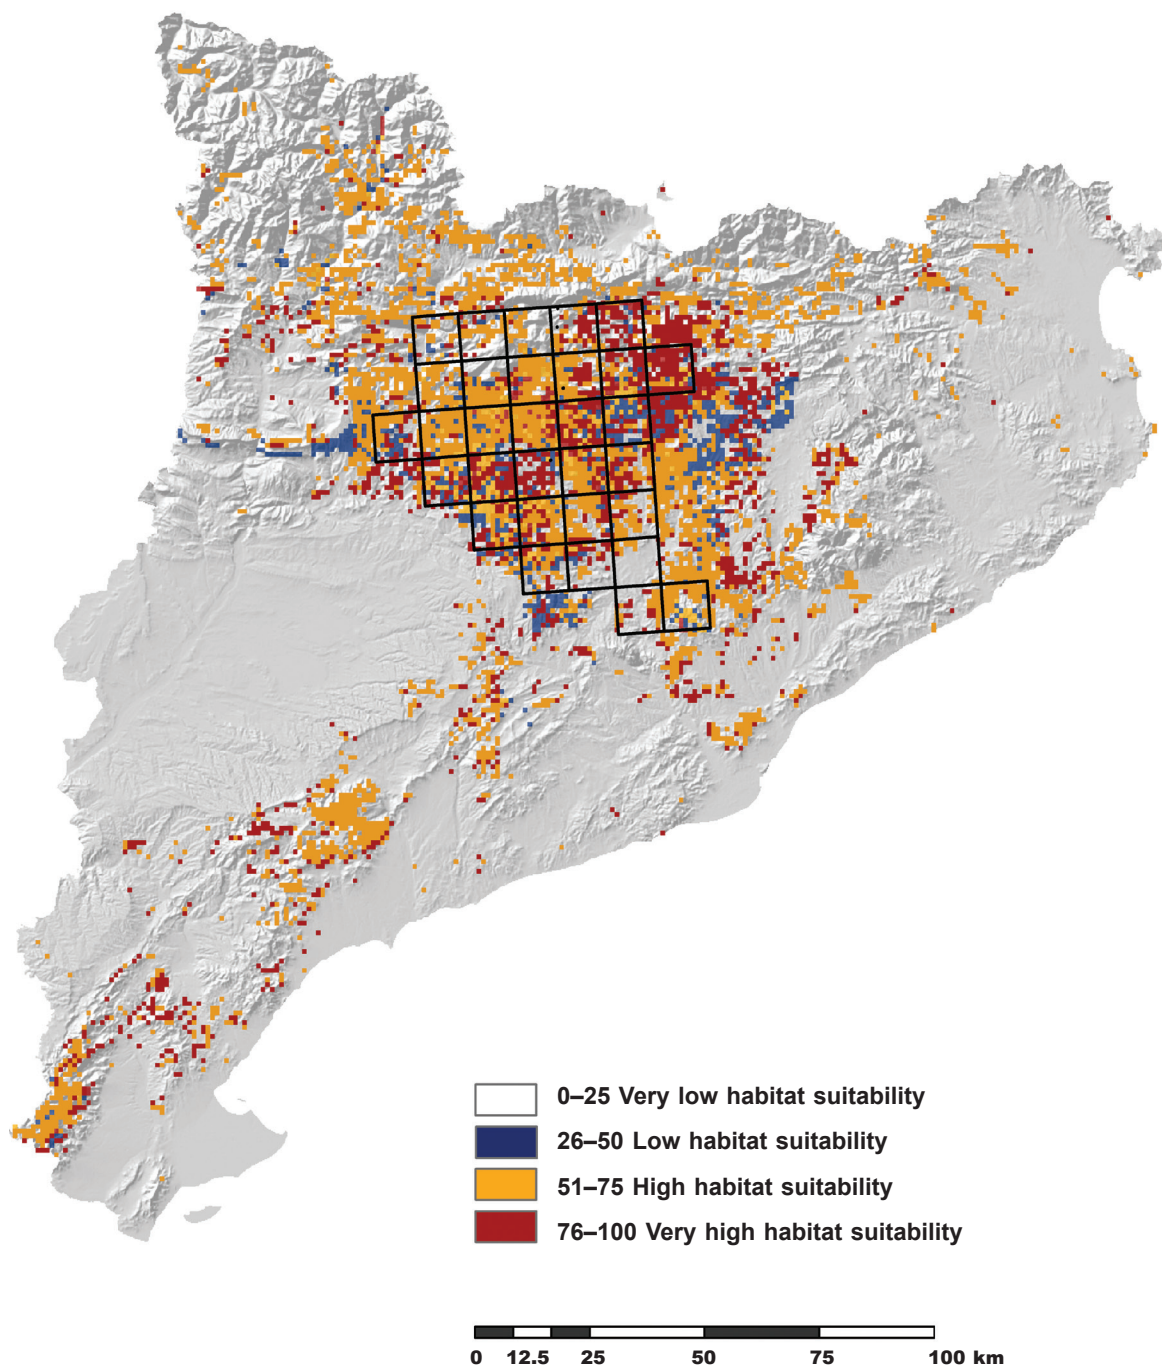 0–25 Very low habitat suitability
26–50 Low habitat suitability
51–75 High habitat suitability
76–100 Very high habitat suitability
0 12.5 25 50 75 100 km